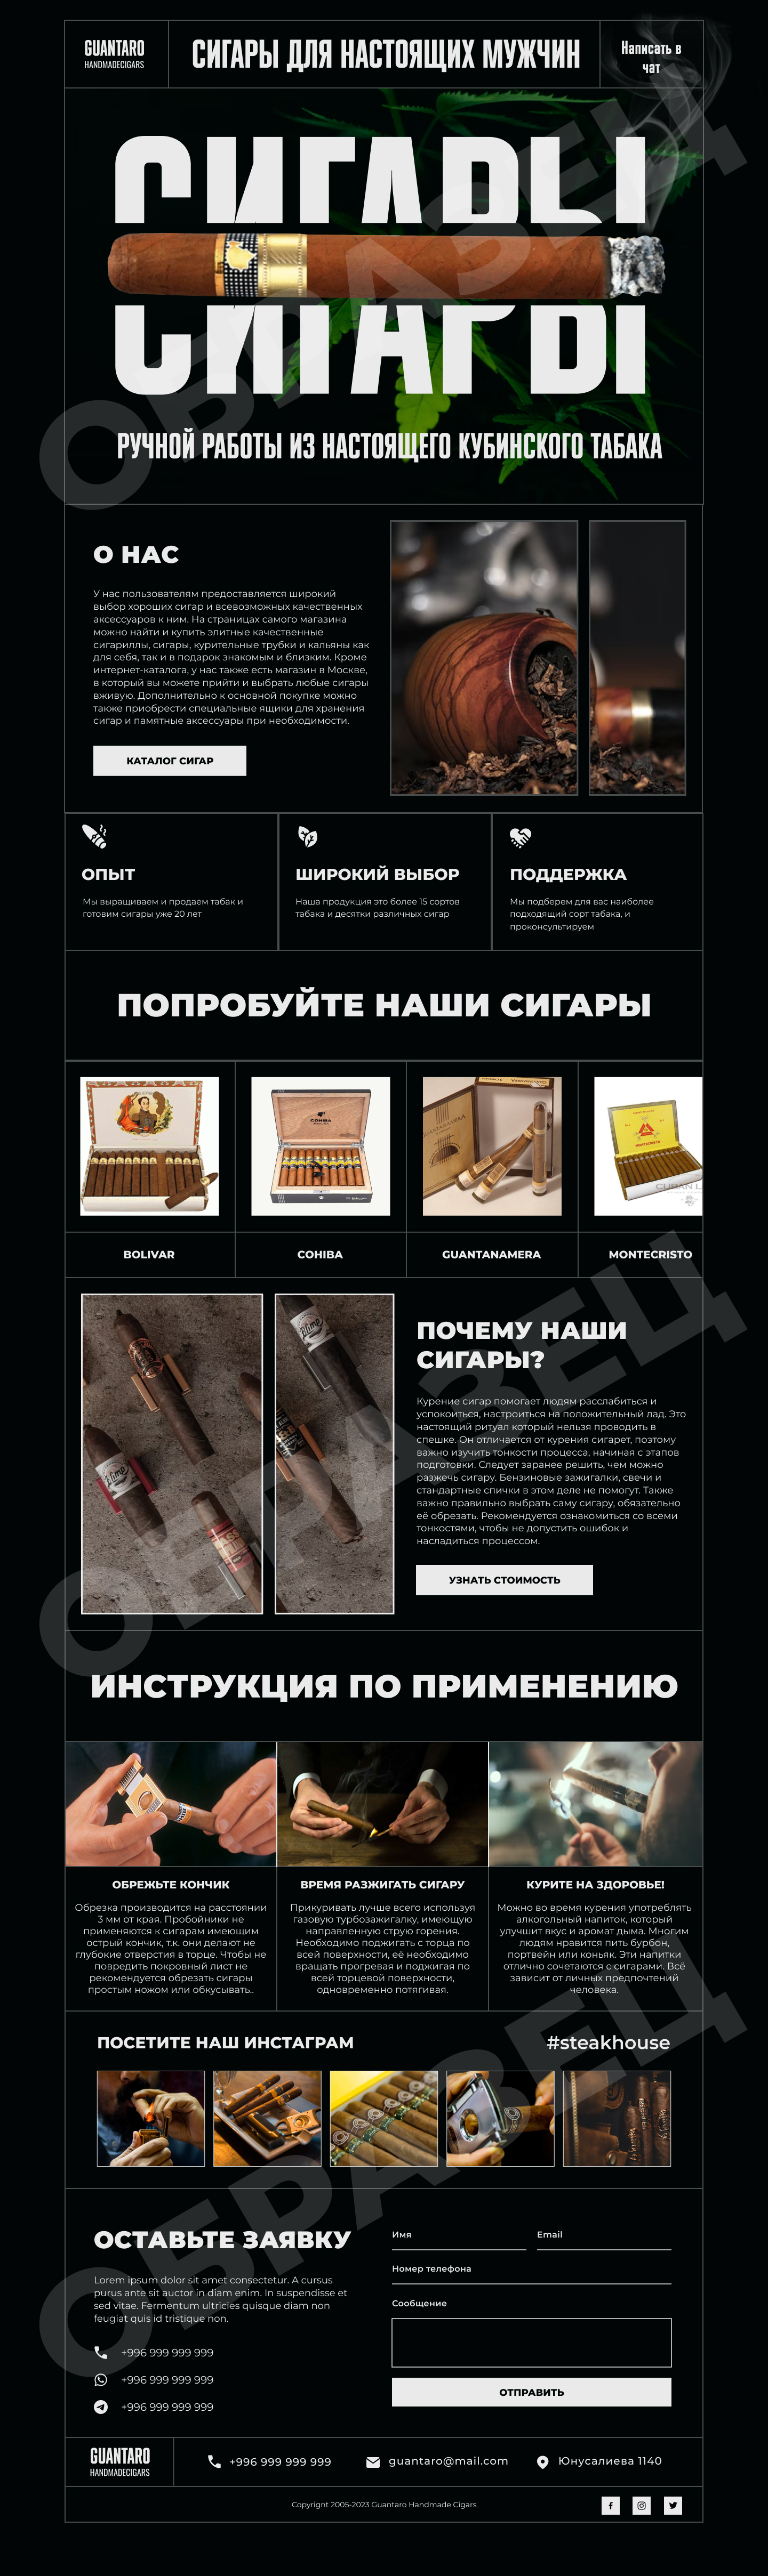 GUANTARO
HANDMADECIGARS
СИГАРЫ ДЛЯ НАСТОЯЩИХ МУЖЧИН
Написать в
чат
СИГАРЫ
РУЧНОЙ РАБОТЫ ИЗ НАСТОЯЩЕГО КУБИНСКОГО ТАБАКА
ОБРАЗЕЦ
О НАС
У нас пользователям предоставляется широкий
выбор хороших сигар и всевозможных качественных
аксессуаров к ним. На страницах самого магазина
можно найти и купить элитные качественные
сигариллы, сигары, курительные трубки и кальяны как
для себя, так и в подарок знакомым и близким. Кроме
интернет-каталога, у нас также есть магазин в Москве,
в который вы можете прийти и выбрать любые сигары
вживую. Дополнительно к основной покупке можно
также приобрести специальные ящики для хранения
сигар и памятные аксессуары при необходимости.
КАТАЛОГ СИГАР
ОПЫТ
Мы выращиваем и продаем табак и
готовим сигары уже 20 лет
ШИРОКИЙ ВЫБОР
Наша продукция это более 15 сортов
табака и десятки различных сигар
ПОДДЕРЖКА
Мы подберем для вас наиболее
подходящий сорт табака, и
проконсультируем
ПОПРОБУЙТЕ НАШИ СИГАРЫ
COHIBA
MONTECRISTO
BOLIVAR
COHIBA
GUANTANAMERA
MONTECRISTO
ОБРАЗЕЦ
ПОЧЕМУ НАШИ
СИГАРЫ?
Курение сигар помогает людям расслабиться и
успокоиться, настроиться на положительный лад. Это
настоящий ритуал который нельзя проводить в
спешке. Он отличается от курения сигарет, поэтому
важно изучить тонкости процесса, начиная с этапов
подготовки. Следует заранее решить, чем можно
разжечь сигару. Бензиновые зажигалки, свечи и
стандартные спички в этом деле не помогут. Также
важно правильно выбрать саму сигару, обязательно
её обрезать. Рекомендуется ознакомиться со всеми
тонкостями, чтобы не допустить ошибок и
насладиться процессом.
УЗНАТЬ СТОИМОСТЬ
ИНСТРУКЦИЯ ПО ПРИМЕНЕНИЮ
ОБРЕЖЬТЕ КОНЧИК
Обрезка производится на расстоянии
3 мм от края. Пробойники не
применяются к сигарам имеющим
острый кончик, т.к. они делают не
глубокие отверстия в торце. Чтобы не
повредить покровный лист не
рекомендуется обрезать сигары
простым ножом или обкусывать..
ВРЕМЯ РАЗЖИГАТЬ СИГАРУ
Прикуривать лучше всего используя
газовую турбозажигалку, имеющую
направленную струю горения.
Необходимо поджигать с торца по
всей поверхности, её необходимо
вращать прогревая и поджигая по
всей торцевой поверхности,
одновременно потягивая.
КУРИТЕ НА ЗДОРОВЬЕ!
Можно во время курения употреблять
алкогольный напиток, который
улучшит вкус и аромат дыма. Многим
людям нравится пить бурбон,
портвейн или коньяк. Эти напитки
отлично сочетаются с сигарами. Всё
зависит от личных предпочтений
человека.
ОБРАЗЕЦ
ПОСЕТИТЕ НАШ ИНСТАГРАМ
#steakhouse
ОСТАВЬТЕ ЗАЯВКУ
Lorem ipsum dolor sit amet consectetur. A cursus
purus ante sit auctor in diam enim. In suspendisse et
sed vitae. Fermentum ultricies quisque diam non
feugiat quis id tristique non.
+996 999 999 999
+996 999 999 999
+996 999 999 999
Имя
Email
Номер телефона
Сообщение
ОТПРАВИТЬ
GUANTARO
HANDMADECIGARS
+996 999 999 999
guantaro@mail.com
Юнусалиева 1140
Copyrignt 2005-2023 Guantaro Handmade Cigars